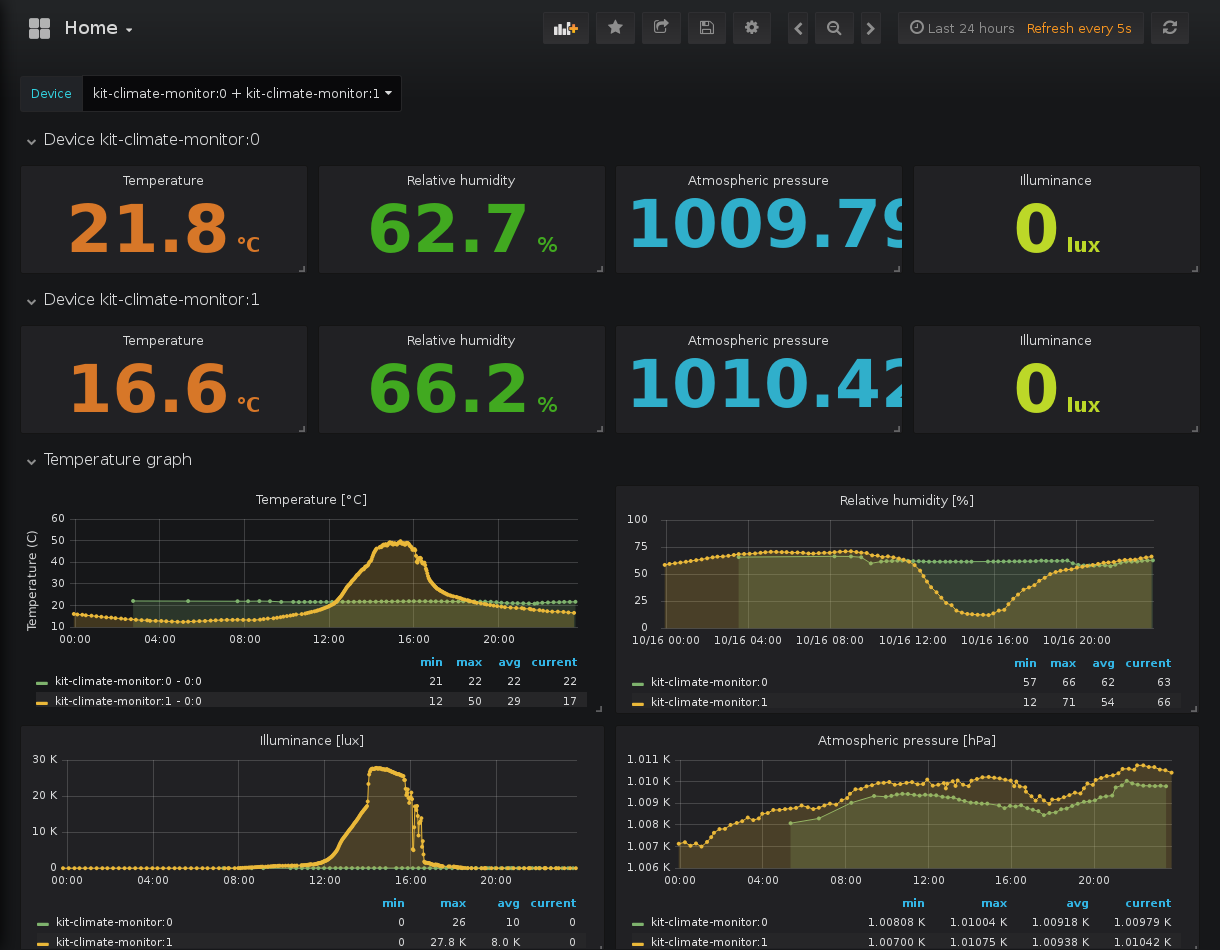 Home
Last 24 hours Refresh every 5s
Device kit-climate-monitor:0 + kit-climate-monitor:1
Device kit-climate-monitor:0
Temperature Relative humidity Atmospheric pressure Illuminance
21.8 °C 62.7 % 1009.79 0 lux
Device kit-climate-monitor:1
Temperature Relative humidity Atmospheric pressure Illuminance
16.6 °C 66.2 % 1010.42 0 lux
Temperature graph
Temperature [°C]
Temperature (C)
60
50
40
30
20
10
00:00 04:00 08:00 12:00 16:00 20:00
min max avg current
kit-climate-monitor:0 - 0:0 21 22 22 22
kit-climate-monitor:1 - 0:0 12 50 29 17
Relative humidity [%]
100
75
50
25
0
10/16 00:00 10/16 04:00 10/16 08:00 10/16 12:00 10/16 16:00 10/16 20:00
min max avg current
kit-climate-monitor:0 57 66 62 63
kit-climate-monitor:1 12 71 54 66
Illuminance [lux]
30 K
20 K
10 K
0
00:00 04:00 08:00 12:00 16:00 20:00
min max avg current
kit-climate-monitor:0 0 26 10 0
kit-climate-monitor:1 0 27.8 K 8.0 K 0
Atmospheric pressure [hPa]
1.011 K
1.010 K
1.009 K
1.008 K
1.007 K
1.006 K
00:00 04:00 08:00 12:00 16:00 20:00
min max avg current
kit-climate-monitor:0 1.00808 K 1.01004 K 1.00918 K 1.00979 K
kit-climate-monitor:1 1.00700 K 1.01075 K 1.00938 K 1.01042 K